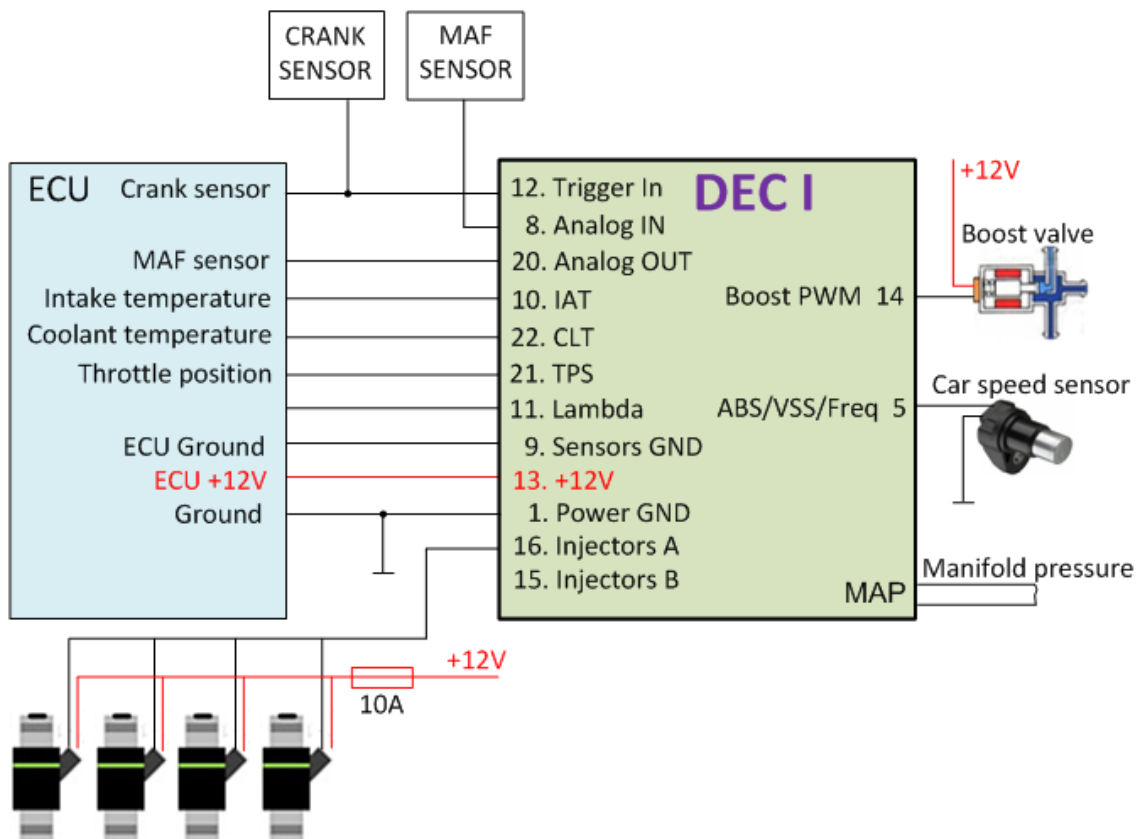 CRANK
SENSOR
MAF
SENSOR
ECU
Crank sensor
MAF sensor
Intake temperature
Coolant temperature
Throttle position
ECU Ground
ECU +12V
Ground
DEC I
12. Trigger In
8. Analog IN
20. Analog OUT
10. IAT
22. CLT
21. TPS
11. Lambda
9. Sensors GND
13. +12V
1. Power GND
16. Injectors A
15. Injectors B
Boost PWM 14
ABS/VSS/Freq 5
MAP
+12V
Boost valve
Car speed sensor
Manifold pressure
+12V
10A